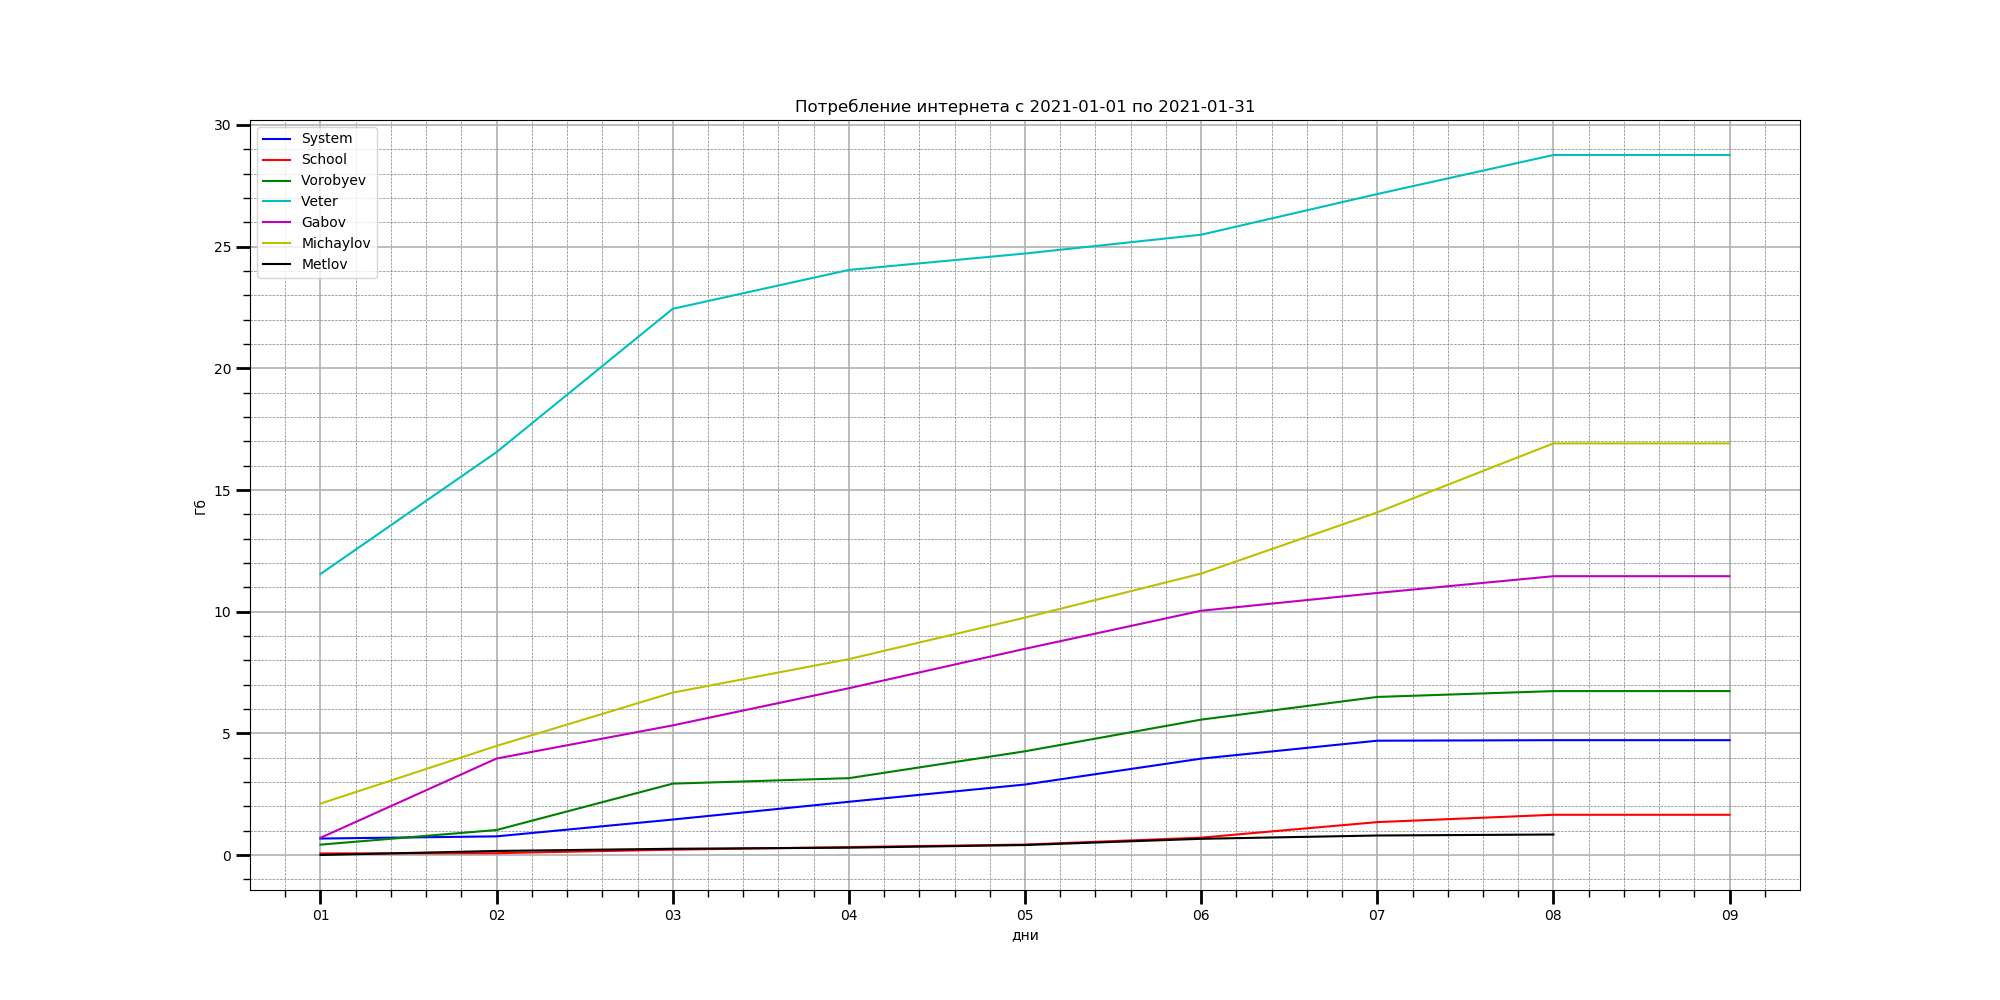 Потребление интернета с 2021-01-01 по 2021-01-31
30
25
20
15
10
5
0
Гб
System
School
Vorobyev
Veter
Gabov
Michaylov
Metlov
01 02 03 04 05 06 07 08 09
дни